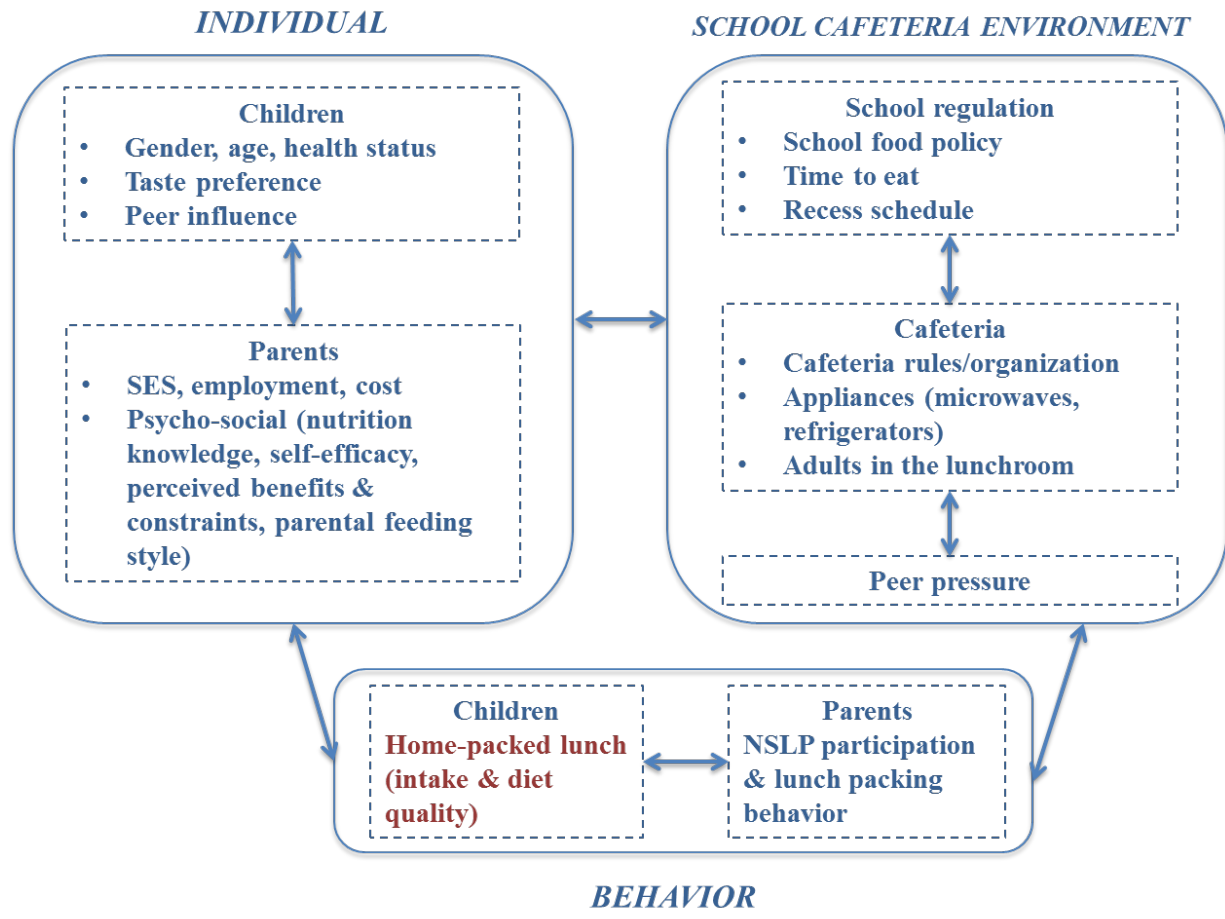 INDIVIDUAL
Children
• Gender, age, health status
• Taste preference
• Peer influence
Parents
• SES, employment, cost
• Psycho-social (nutrition
knowledge, self-efficacy,
perceived benefits &
constraints, parental feeding
style)
SCHOOL CAFETERIA ENVIRONMENT
School regulation
• School food policy
• Time to eat
• Recess schedule
Cafeteria
• Cafeteria rules/organization
• Appliances (microwaves,
refrigerators)
• Adults in the lunchroom
Peer pressure
Children
Home-packed lunch
(intake & diet
quality)
Parents
NSLP participation
& lunch packing
behavior
BEHAVIOR